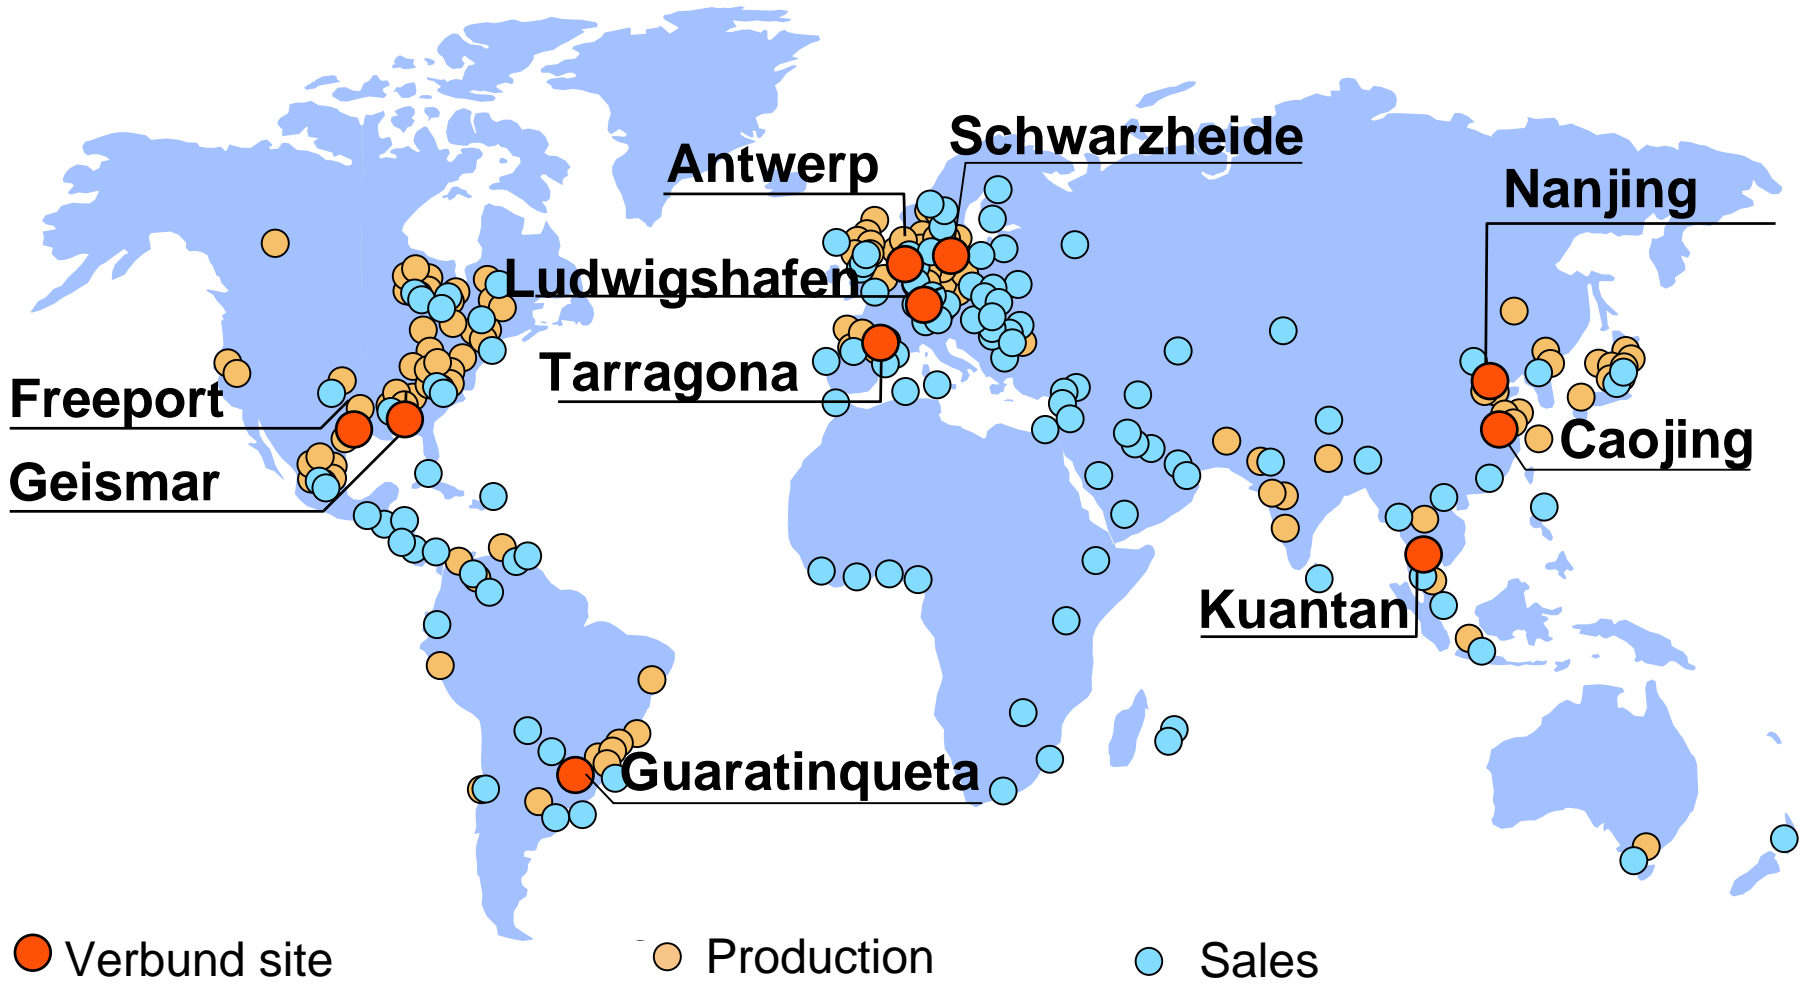 Schwarzheide
Antwerp
Nanjing
Ludwigshafen
Tarragona
Freeport
Caojing
Geismar
Kuantan
Guaratinqueta
Verbund site
Production
Sales